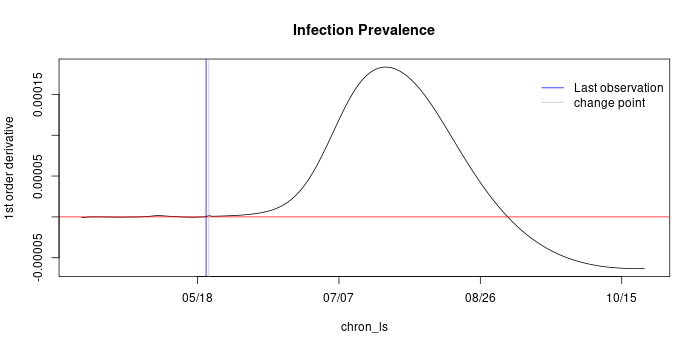 Infection Prevalence
1st order derivative
0.00015
0.00005
-0.00005
Last observation
change point
05/18
07/07
08/26
10/15
chron_ls